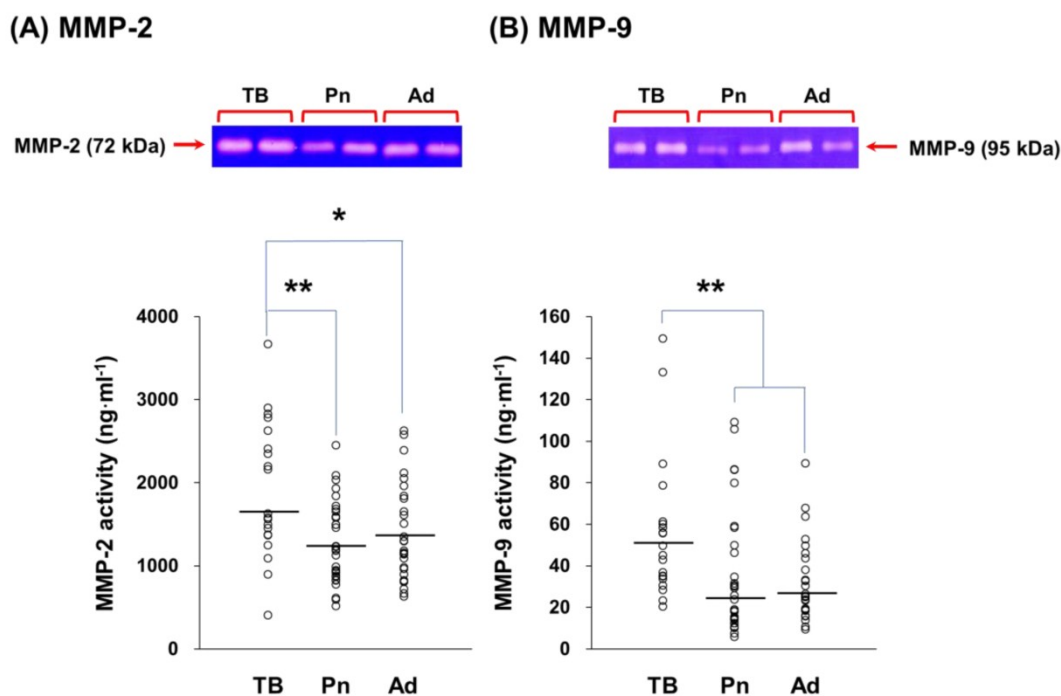 (A) MMP-2
TB Pn Ad
MMP-2 (72 kDa)
*
**
MMP-2 activity (ng·ml⁻¹)
4000
3000
2000
1000
0
TB Pn Ad
(B) MMP-9
TB Pn Ad
MMP-9 (95 kDa)
**
MMP-9 activity (ng·ml⁻¹)
160
140
120
100
80
60
40
20
0
TB Pn Ad